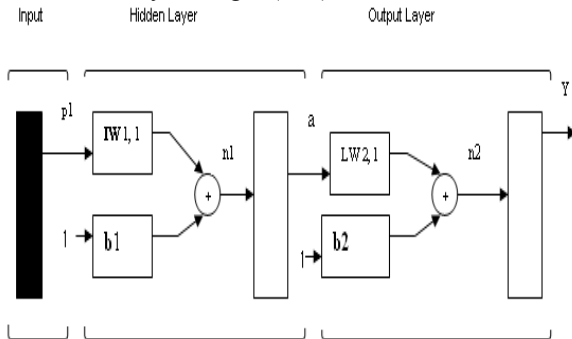 Input
Hidden Layer
Output Layer
p1
IW1, 1
1
b1
+
n1
a
LW2, 1
1
b2
+
n2
Y